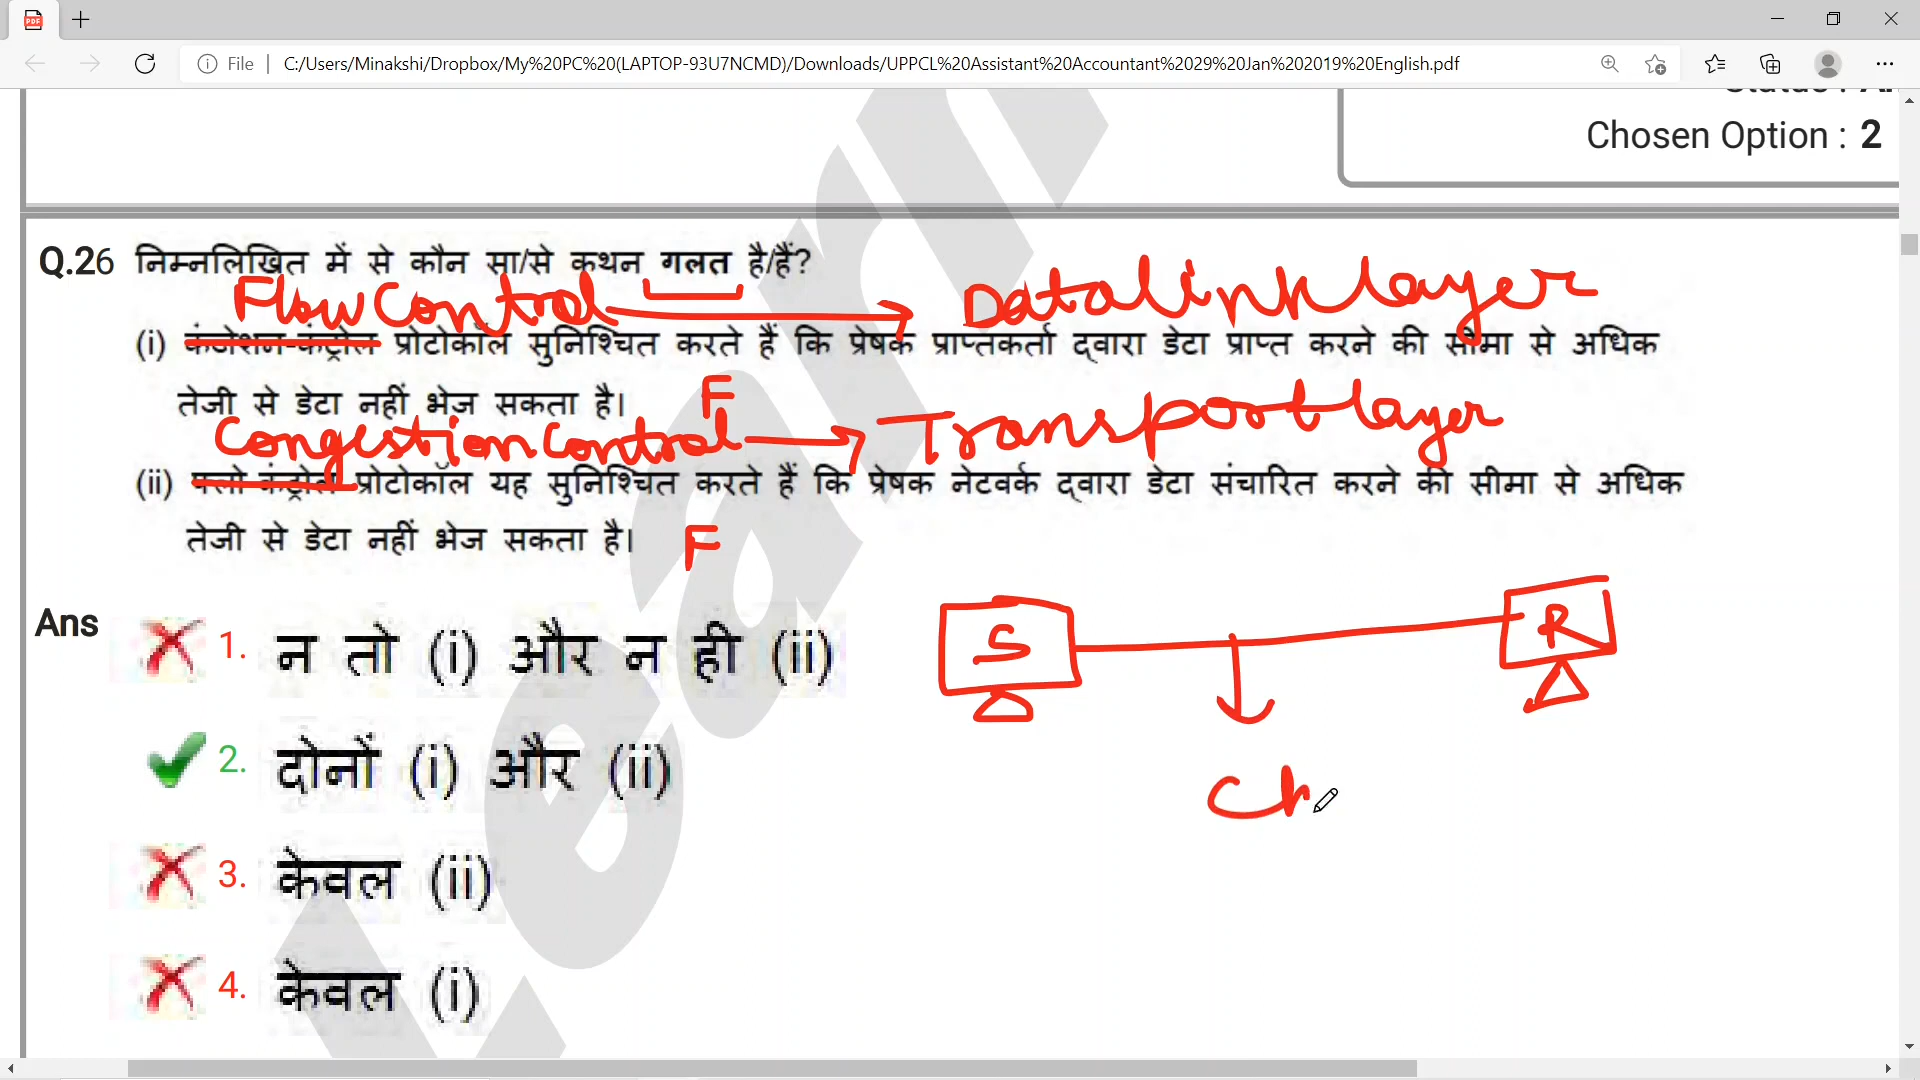 File C:/Users/Minakshi/Dropbox/My%20PC%20(LAPTOP-93U7NCMD)/Downloads/UPPCL%20Assistant%20Accountant%2029%20Jan%202019%20English.pdf
Chosen Option : 2
Q.26 निम्नलिखित में से कौन सा/से कथन गलत है/हैं?
Flow Control → Data link layer
(i) कंजेशन-कंट्रोल प्रोटोकॉल सुनिश्चित करते हैं कि प्रेषक प्राप्तकर्ता द्वारा डेटा प्राप्त करने की सीमा से अधिक
तेजी से डेटा नहीं भेज सकता है। F
Congestion Control → Transport layer
(ii) फ्लो कंट्रोल प्रोटोकॉल यह सुनिश्चित करते हैं कि प्रेषक नेटवर्क द्वारा डेटा संचारित करने की सीमा से अधिक
तेजी से डेटा नहीं भेज सकता है। F
S R
Ans 1. न तो (i) और न ही (ii)
2. दोनों (i) और (ii)
Ch
3. केवल (ii)
4. केवल (i)
Learn